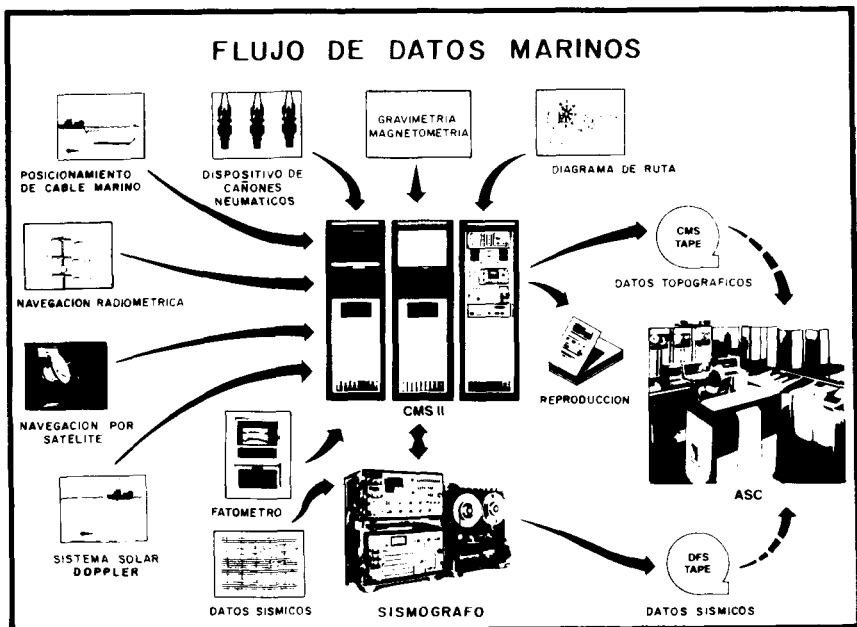 FLUJO DE DATOS MARINOS
POSICIONAMIENTO
DE CABLE MARINO
DISPOSITIVO DE
CAÑONES
NEUMATICOS
GRAVIMETRIA
MAGNETOMETRIA
DIAGRAMA DE RUTA
NAVEGACION RADIOMETRICA
CMS
TAPE
DATOS TOPOGRAFICOS
REPRODUCCION
NAVEGACION POR
SATELITE
CMS II
FATOMETRO
ASC
SISTEMA SOLAR
DOPPLER
DATOS SISMICOS
SISMOGRAFO
DFS
TAPE
DATOS SISMICOS